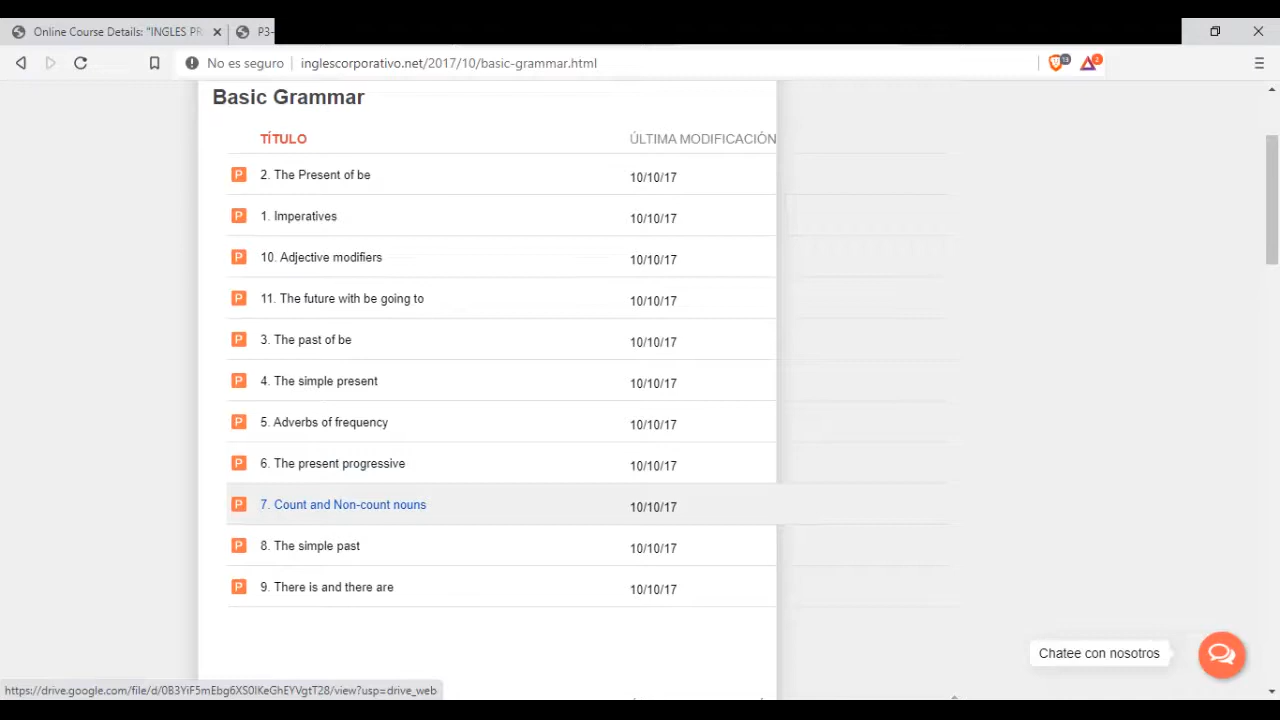 Online Course Details: "INGLES PR
P3-
No es seguro inglescorporativo.net/2017/10/basic-grammar.html
13
2
Basic Grammar
TÍTULO ÚLTIMA MODIFICACIÓN
P 2. The Present of be 10/10/17
P 1. Imperatives 10/10/17
P 10. Adjective modifiers 10/10/17
P 11. The future with be going to 10/10/17
P 3. The past of be 10/10/17
P 4. The simple present 10/10/17
P 5. Adverbs of frequency 10/10/17
P 6. The present progressive 10/10/17
P 7. Count and Non-count nouns 10/10/17
P 8. The simple past 10/10/17
P 9. There is and there are 10/10/17
Chatee con nosotros
https://drive.google.com/file/d/0B3YiF5mEbg6XS0lKeGhEYVgtT28/view?usp=drive_web